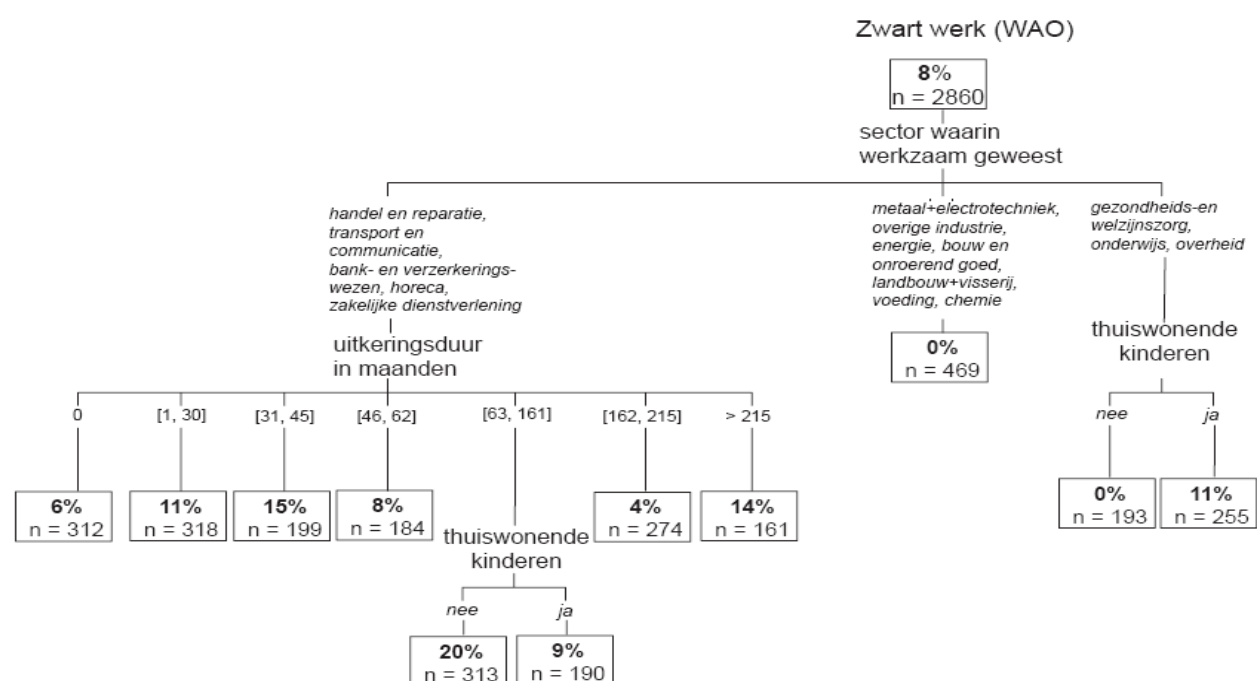 Zwart werk (WAO)
8%
n = 2860
sector waarin
werkzaam geweest
handel en reparatie,
transport en
communicatie,
bank- en verzerkerings-
wezen, horeca,
zakelijke dienstverlening
metaal+electrotechniek,
overige industrie,
energie, bouw en
onroerend goed,
landbouw+visserij,
voeding, chemie
gezondheids-en
welzijnszorg,
onderwijs, overheid
uitkeringsduur
in maanden
0%
n = 469
thuiswonende
kinderen
0
[1, 30]
[31, 45]
[46, 62]
[63, 161]
[162, 215]
> 215
nee
ja
6%
n = 312
11%
n = 318
15%
n = 199
8%
n = 184
4%
n = 274
14%
n = 161
0%
n = 193
11%
n = 255
thuiswonende
kinderen
nee
ja
20%
n = 313
9%
n = 190